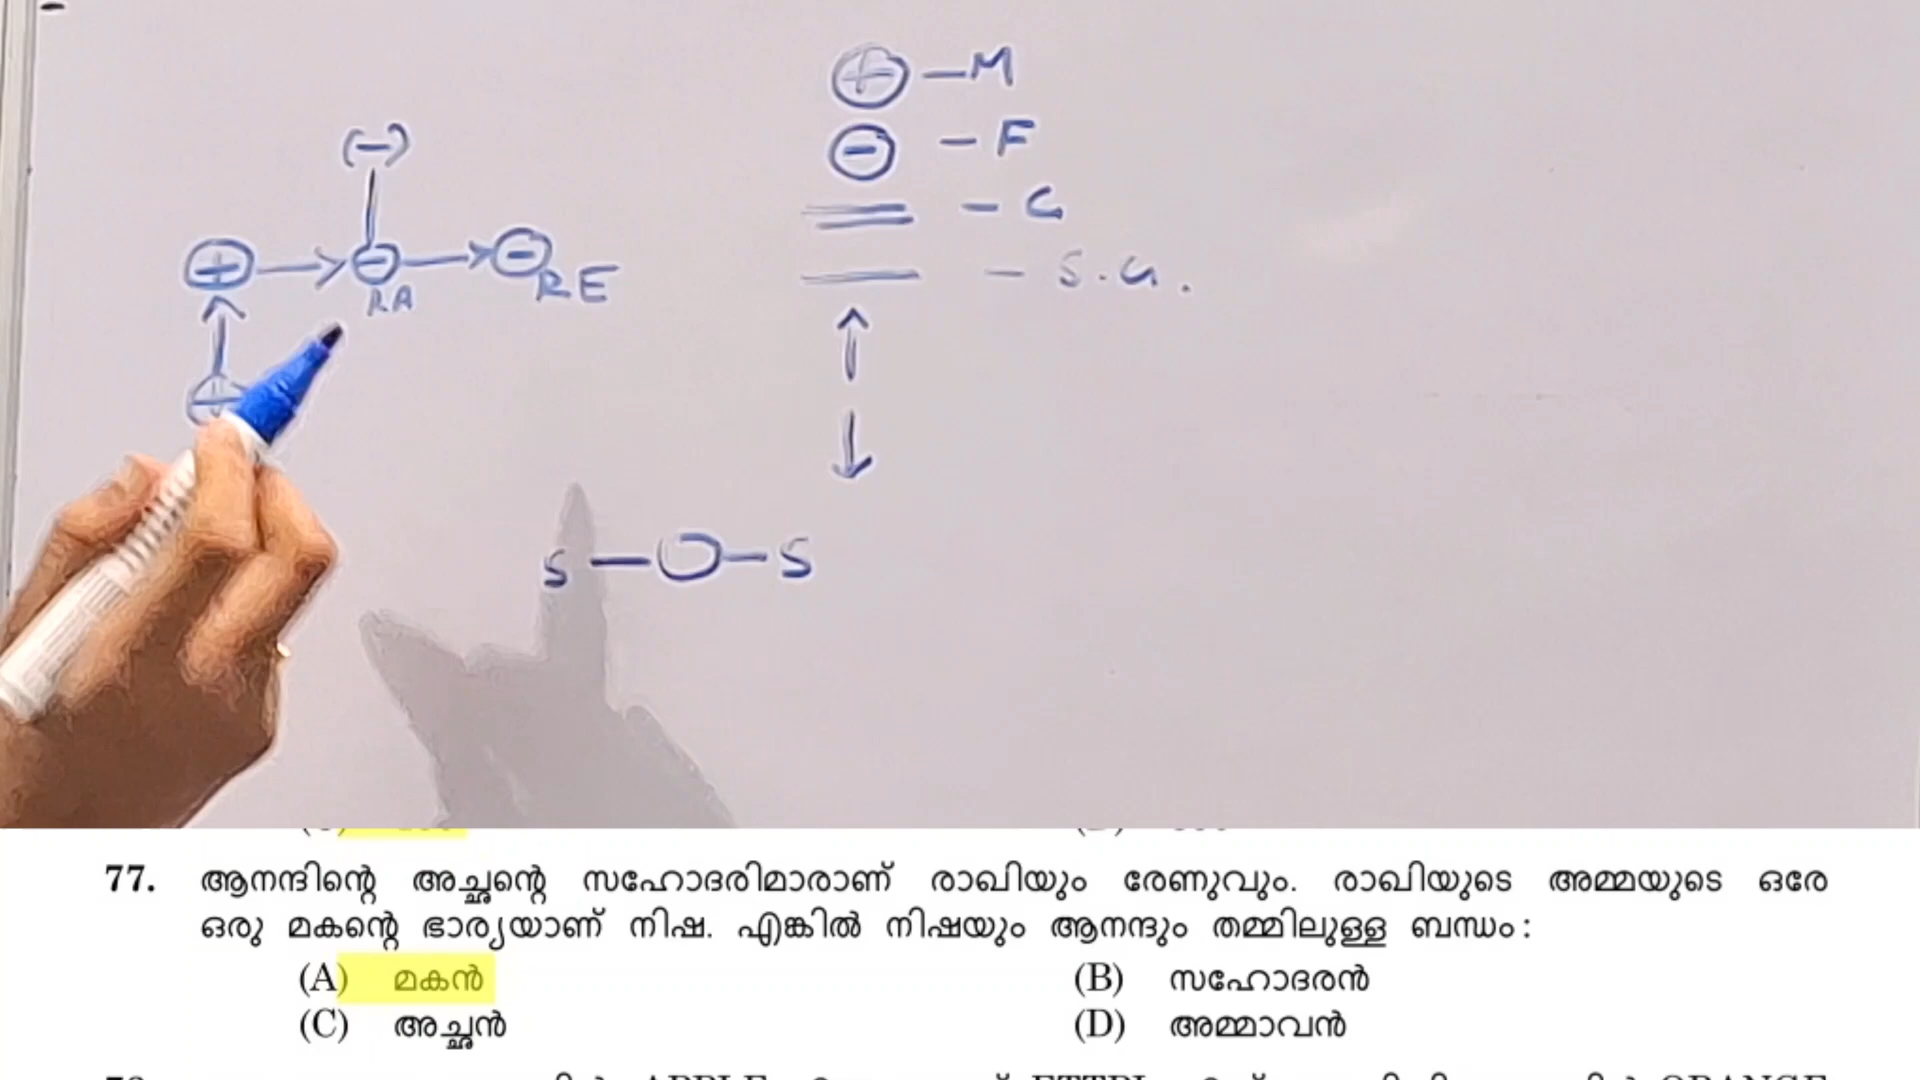 (-)
+ → - → -
RA RE
+ - M
- - F
- C
- S.G.
S - O - S
77. ആനന്ദിന്റെ അച്ഛന്റെ സഹോദരിമാരാണ് രാഖിയും രേണുവും. രാഖിയുടെ അമ്മയുടെ ഒരേ
ഒരു മകന്റെ ഭാര്യയാണ് നിഷ. എങ്കിൽ നിഷയും ആനന്ദും തമ്മിലുള്ള ബന്ധം :
(A) മകൻ (B) സഹോദരൻ
(C) അച്ഛൻ (D) അമ്മാവൻ